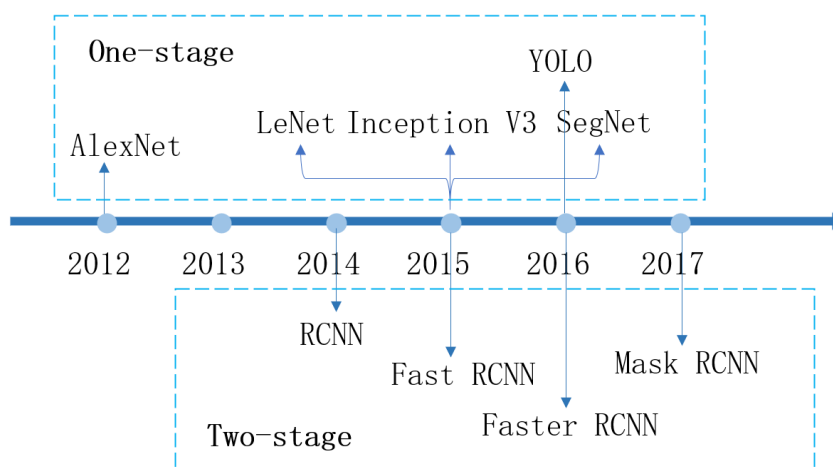 One-stage
YOLO
LeNet Inception V3 SegNet
AlexNet
2012 2013 2014 2015 2016 2017
RCNN
Fast RCNN
Mask RCNN
Faster RCNN
Two-stage